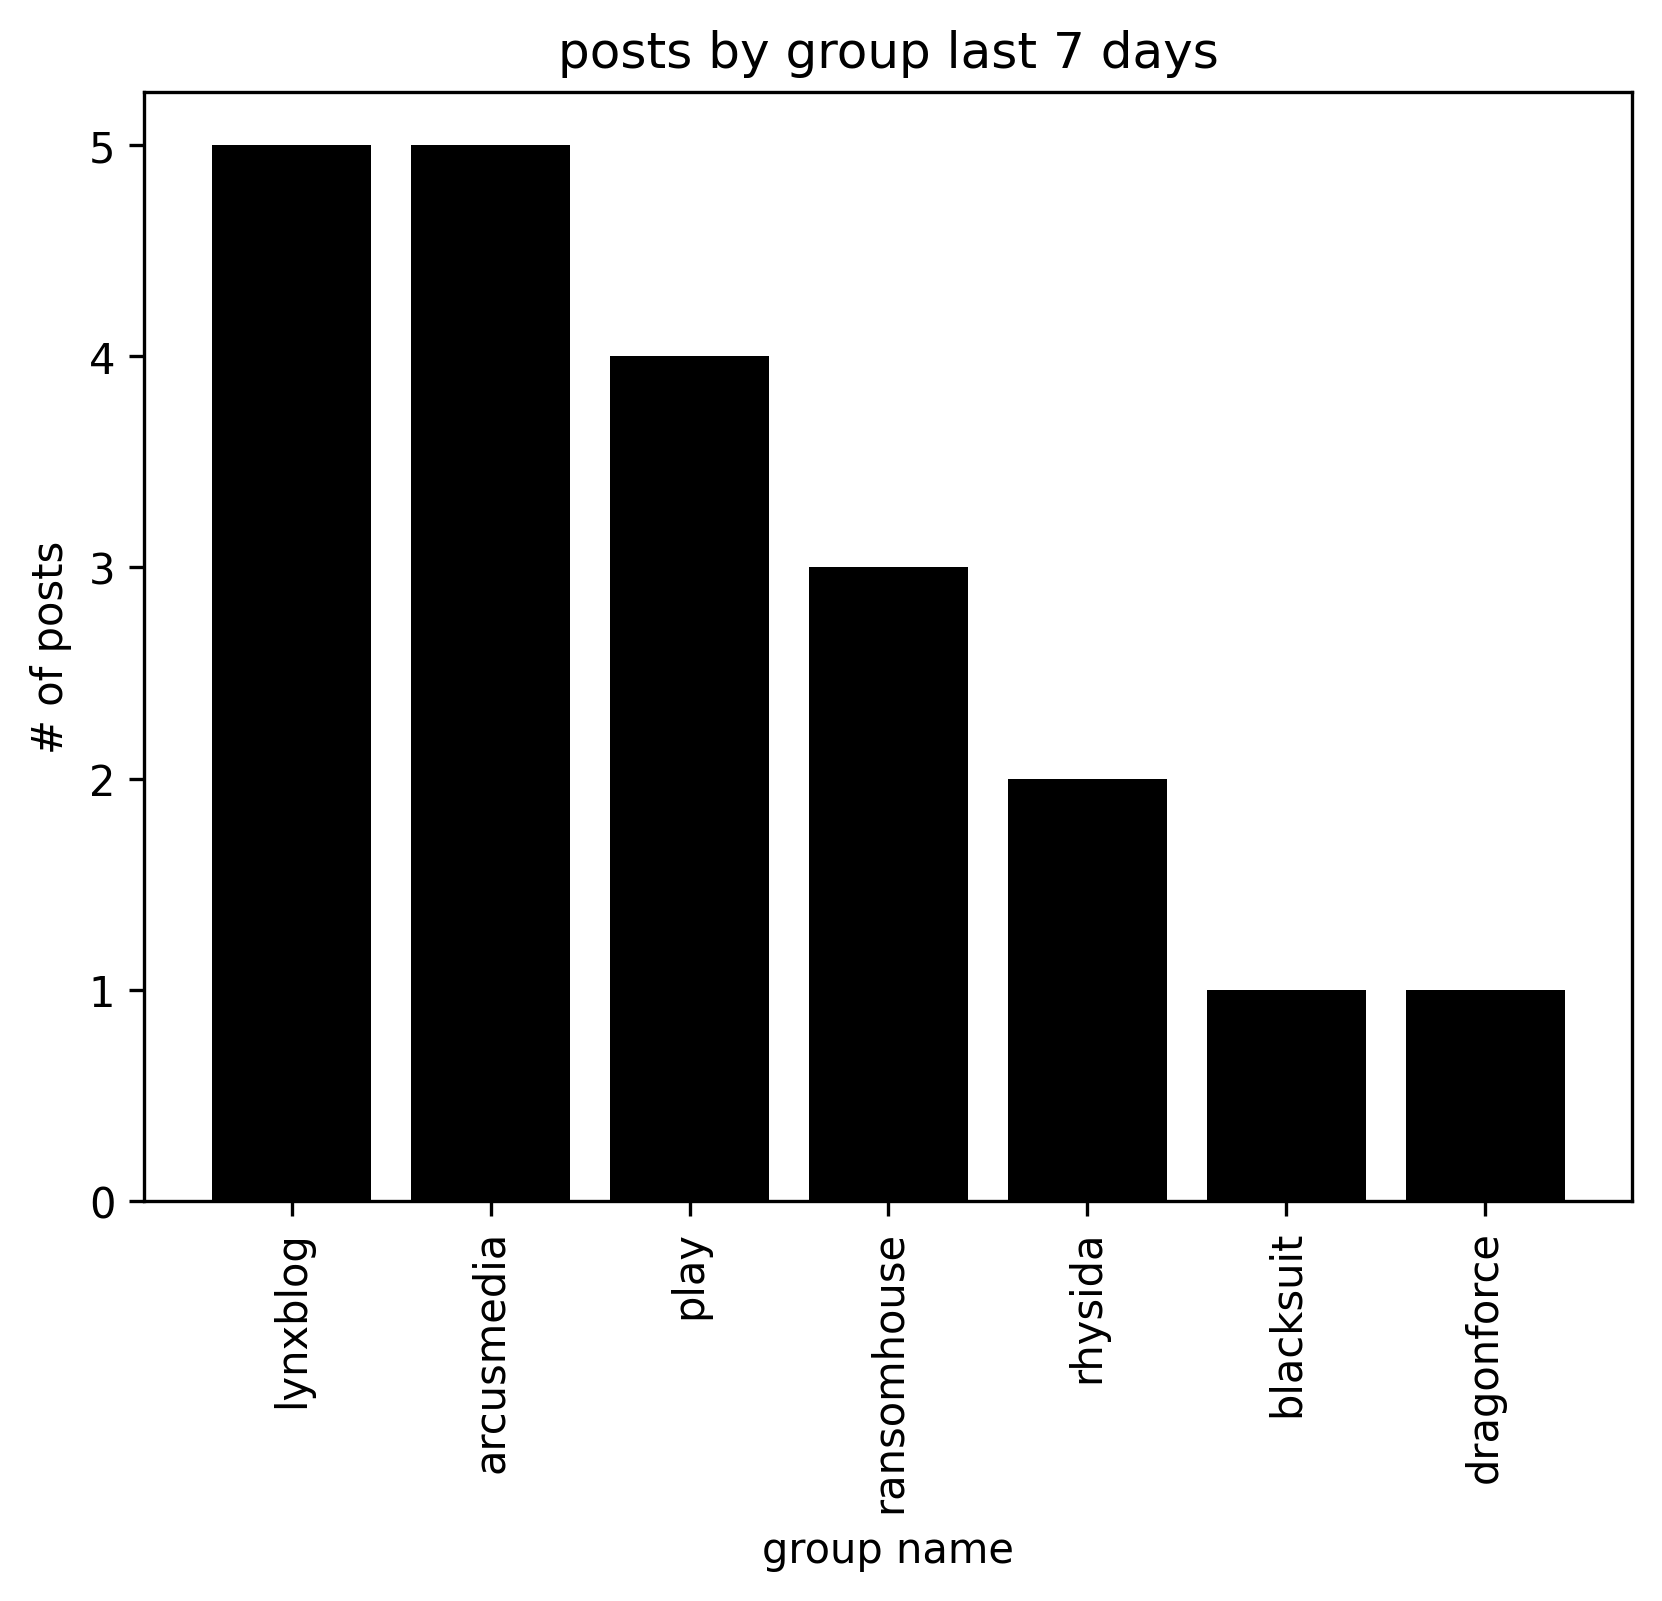 posts by group last 7 days
# of posts
5
4
3
2
1
0
lynxblog
arcusmedia
play
ransomhouse
rhysida
blacksuit
dragonforce
group name